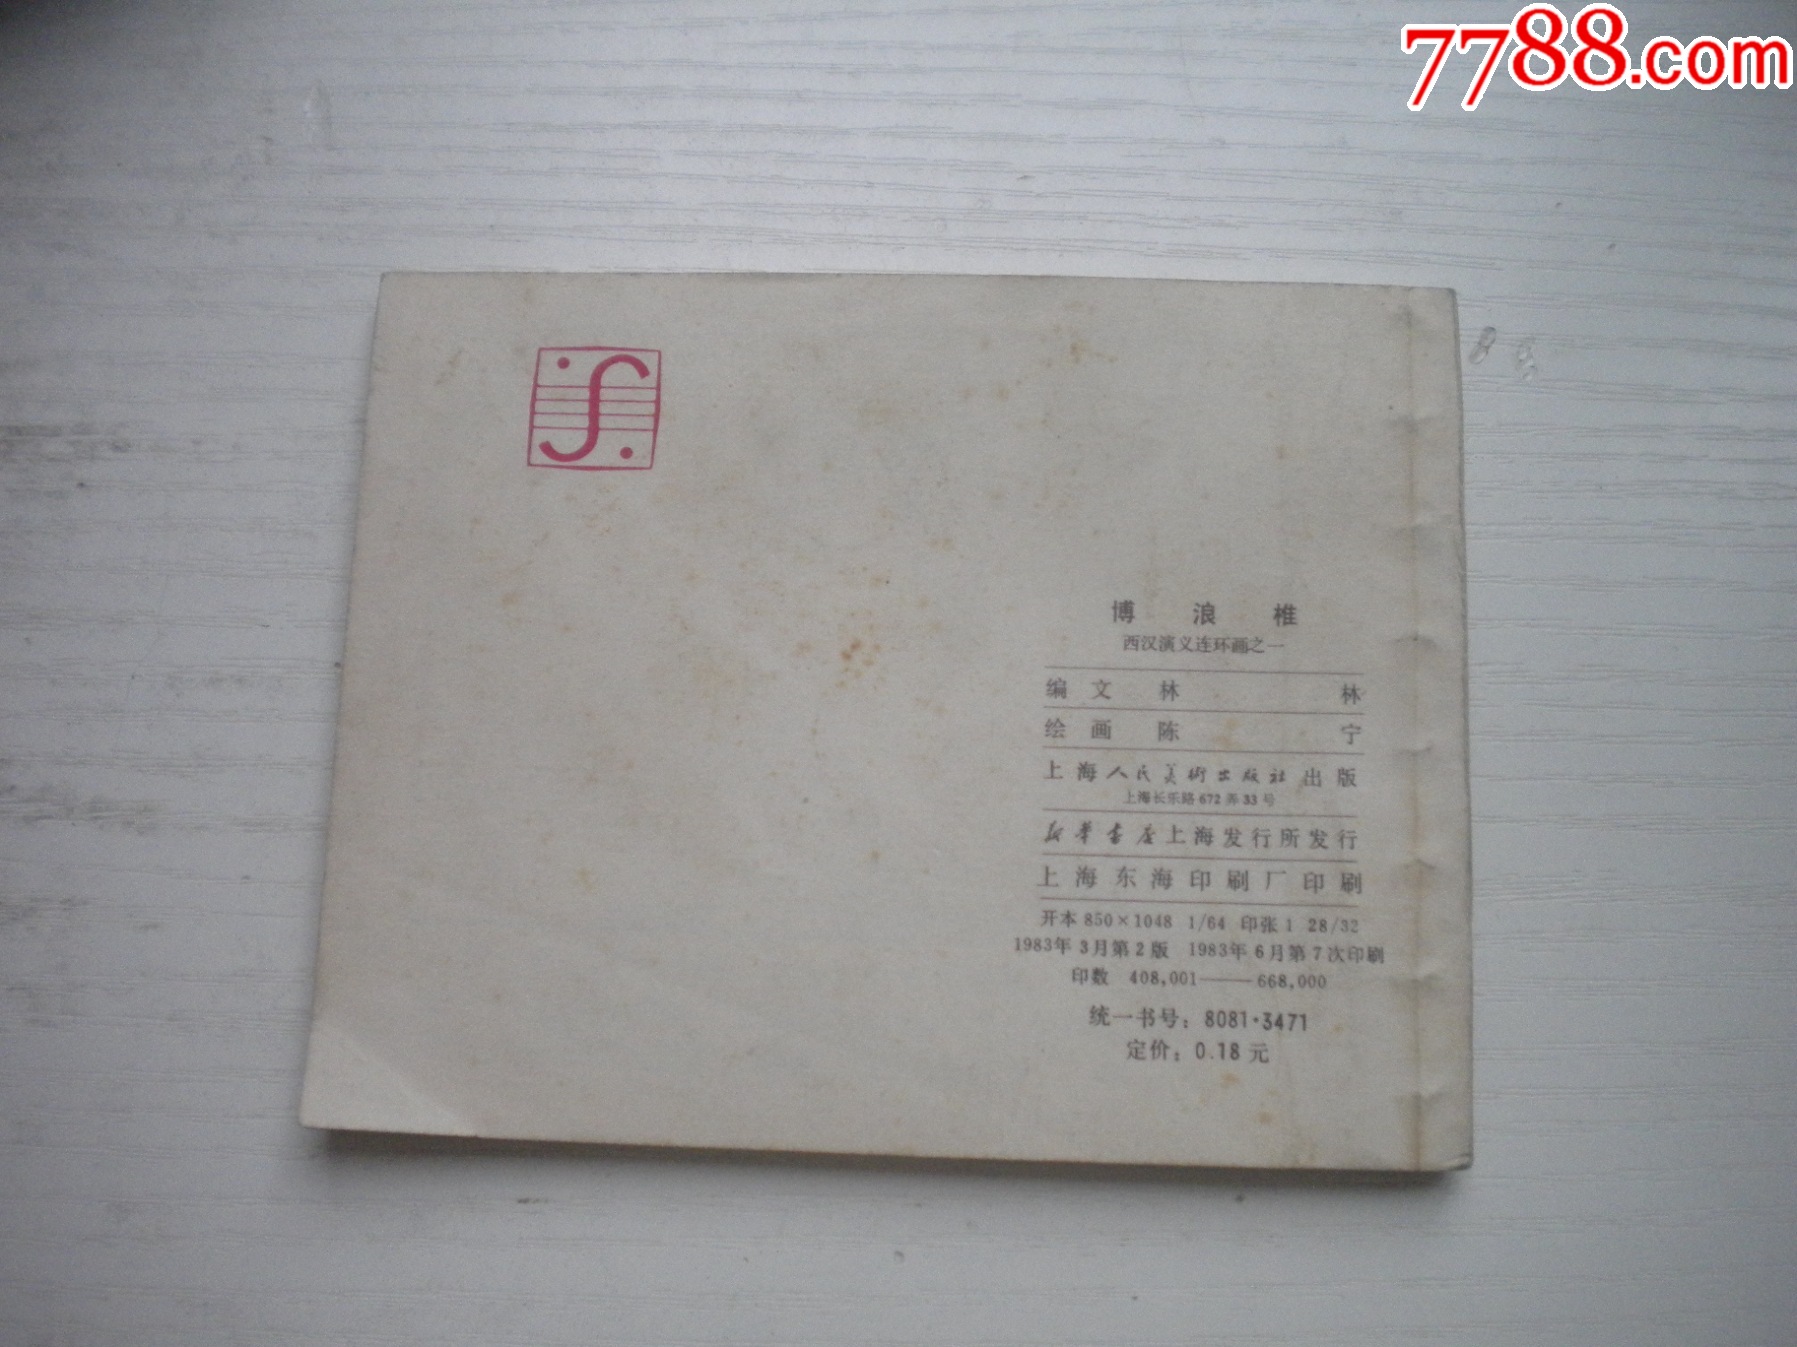 7788.com
博浪椎
西汉演义连环画之一
编文 林林
绘画 陈宁
上海人民美術出版社出版
上海长乐路672弄33号
新华书店上海发行所发行
上海东海印刷厂印刷
开本 850×1048 1/64 印张 1 28/32
1983年3月第2版 1983年6月第7次印刷
印数 408,001——668,000
统一书号：8081·3471
定价：0.18元